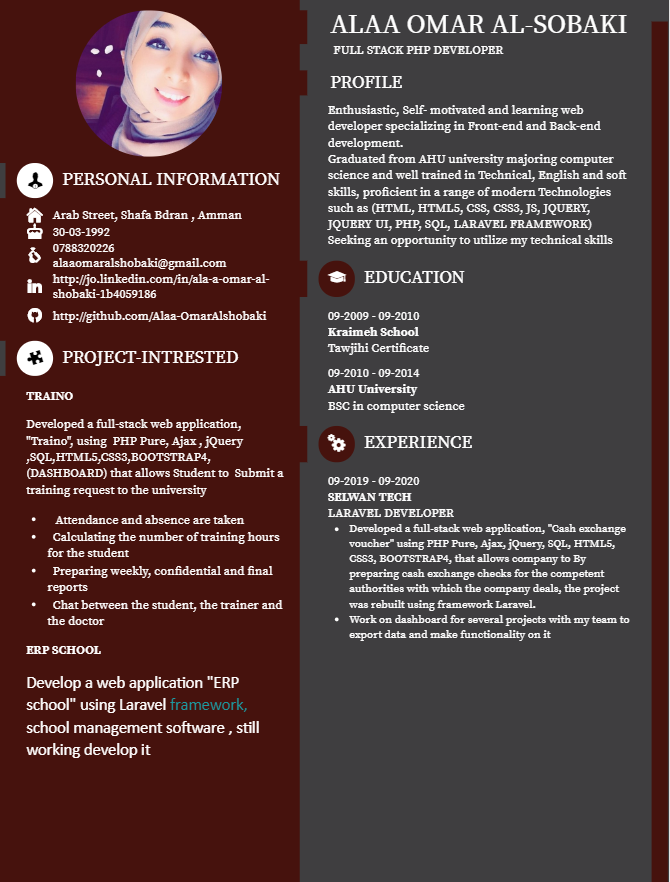 ALAA OMAR AL-SOBAKI
FULL STACK PHP DEVELOPER
PROFILE
Enthusiastic, Self- motivated and learning web
developer specializing in Front-end and Back-end
development.
Graduated from AHU university majoring computer
science and well trained in Technical, English and soft
skills, proficient in a range of modern Technologies
such as (HTML, HTML5, CSS, CSS3, JS, JQUERY,
JQUERY UI, PHP, SQL, LARAVEL FRAMEWORK)
Seeking an opportunity to utilize my technical skills
EDUCATION
09-2009 - 09-2010
Kraimeh School
Tawjihi Certificate
09-2010 - 09-2014
AHU University
BSC in computer science
EXPERIENCE
09-2019 - 09-2020
SELWAN TECH
LARAVEL DEVELOPER
• Developed a full-stack web application, "Cash exchange
voucher" using PHP Pure, Ajax, jQuery, SQL, HTML5,
CSS3, BOOTSTRAP4, that allows company to By
preparing cash exchange checks for the competent
authorities with which the company deals, the project
was rebuilt using framework Laravel.
• Work on dashboard for several projects with my team to
export data and make functionality on it
PERSONAL INFORMATION
Arab Street, Shafa Bdran , Amman
30-03-1992
0788320226
alaaomaralshobaki@gmail.com
http://jo.linkedin.com/in/ala-a-omar-al-
shobaki-1b4059186
http://github.com/Alaa-OmarAlshobaki
PROJECT-INTRESTED
TRAINO
Developed a full-stack web application,
"Traino", using PHP Pure, Ajax , jQuery
,SQL,HTML5,CSS3,BOOTSTRAP4,
(DASHBOARD) that allows Student to Submit a
training request to the university
• Attendance and absence are taken
• Calculating the number of training hours
for the student
• Preparing weekly, confidential and final
reports
• Chat between the student, the trainer and
the doctor
ERP SCHOOL
Develop a web application "ERP
school" using Laravel framework,
school management software , still
working develop it